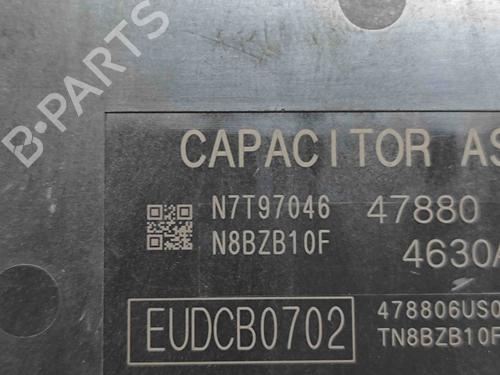 B-PARTS
CAPACITOR AS
N7T97046 47880
N8BZB10F 4630A
EUDCB0702
478806US0
TN8BZB10F